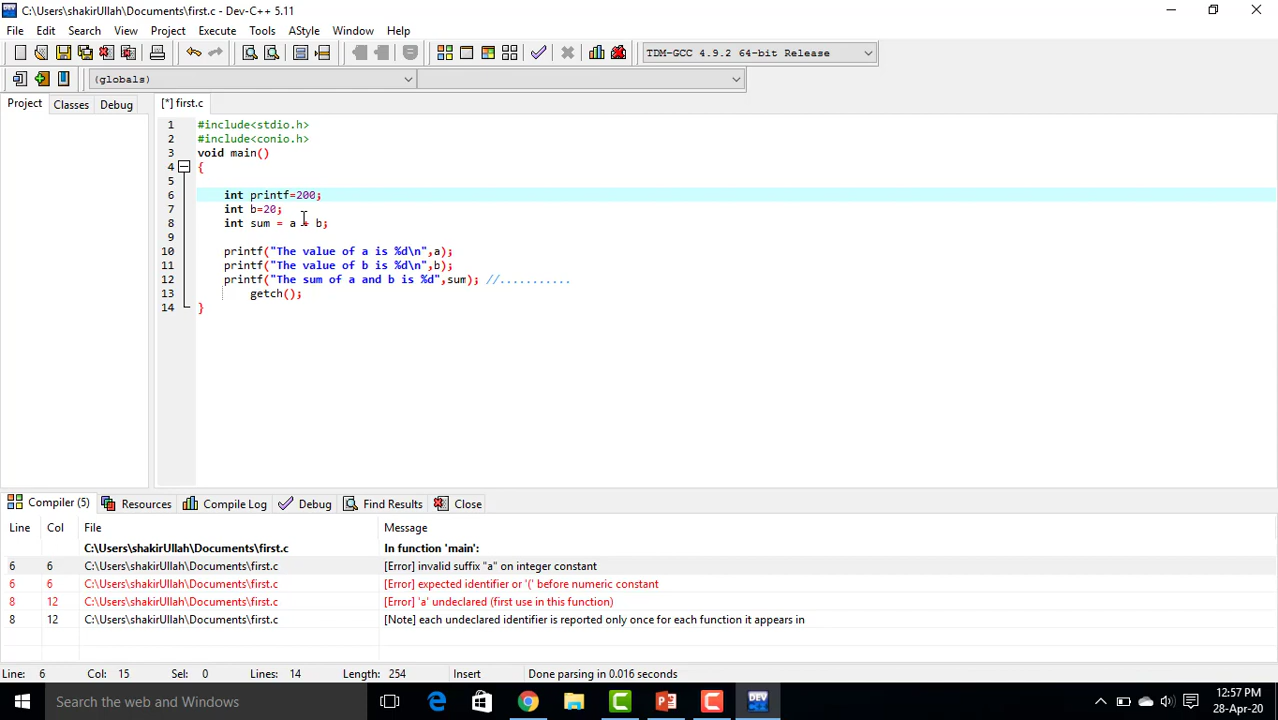 C:\Users\shakirUllah\Documents\first.c - Dev-C++ 5.11
File Edit Search View Project Execute Tools AStyle Window Help
TDM-GCC 4.9.2 64-bit Release
(globals)
Project Classes Debug [*] first.c
1 #include<stdio.h>
2 #include<conio.h>
3 void main()
4 {
5
6 int printf=200;
7 int b=20;
8 int sum = a + b;
9
10 printf("The value of a is %d\n",a);
11 printf("The value of b is %d\n",b);
12 printf("The sum of a and b is %d",sum); //...........
13 getch();
14 }
Compiler (5) Resources Compile Log Debug Find Results Close
Line Col File Message
C:\Users\shakirUllah\Documents\first.c In function 'main':
6 6 C:\Users\shakirUllah\Documents\first.c [Error] invalid suffix "a" on integer constant
6 6 C:\Users\shakirUllah\Documents\first.c [Error] expected identifier or '(' before numeric constant
8 12 C:\Users\shakirUllah\Documents\first.c [Error] 'a' undeclared (first use in this function)
8 12 C:\Users\shakirUllah\Documents\first.c [Note] each undeclared identifier is reported only once for each function it appears in
Line: 6 Col: 15 Sel: 0 Lines: 14 Length: 254 Insert Done parsing in 0.016 seconds
Search the web and Windows
12:57 PM
28-Apr-20